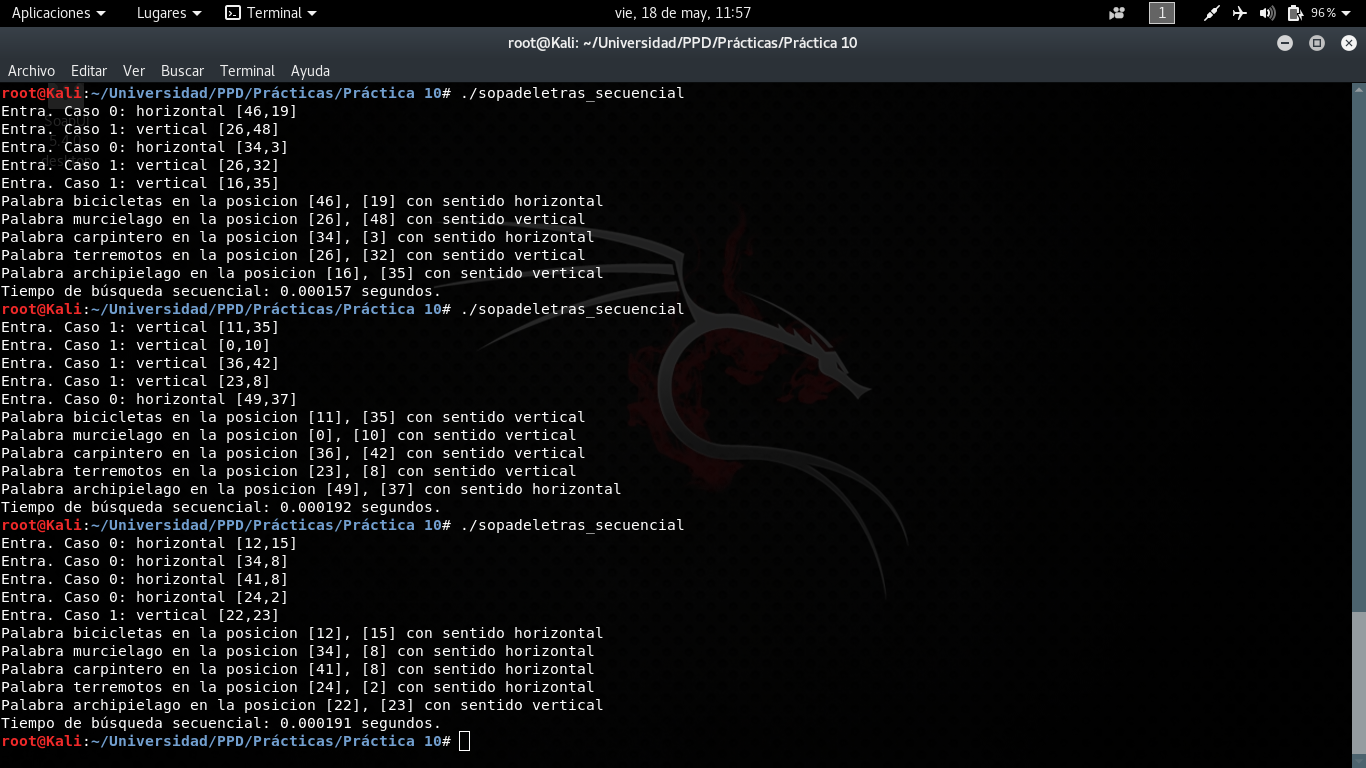 Aplicaciones Lugares Terminal vie, 18 de may, 11:57 1 96%
root@Kali: ~/Universidad/PPD/Prácticas/Práctica 10
Archivo Editar Ver Buscar Terminal Ayuda
root@Kali:~/Universidad/PPD/Prácticas/Práctica 10# ./sopadeletras_secuencial
Entra. Caso 0: horizontal [46,19]
Entra. Caso 1: vertical [26,48]
Entra. Caso 0: horizontal [34,3]
Entra. Caso 1: vertical [26,32]
Entra. Caso 1: vertical [16,35]
Palabra bicicletas en la posicion [46], [19] con sentido horizontal
Palabra murcielago en la posicion [26], [48] con sentido vertical
Palabra carpintero en la posicion [34], [3] con sentido horizontal
Palabra terremotos en la posicion [26], [32] con sentido vertical
Palabra archipielago en la posicion [16], [35] con sentido vertical
Tiempo de búsqueda secuencial: 0.000157 segundos.
root@Kali:~/Universidad/PPD/Prácticas/Práctica 10# ./sopadeletras_secuencial
Entra. Caso 1: vertical [11,35]
Entra. Caso 1: vertical [0,10]
Entra. Caso 1: vertical [36,42]
Entra. Caso 1: vertical [23,8]
Entra. Caso 0: horizontal [49,37]
Palabra bicicletas en la posicion [11], [35] con sentido vertical
Palabra murcielago en la posicion [0], [10] con sentido vertical
Palabra carpintero en la posicion [36], [42] con sentido vertical
Palabra terremotos en la posicion [23], [8] con sentido vertical
Palabra archipielago en la posicion [49], [37] con sentido horizontal
Tiempo de búsqueda secuencial: 0.000192 segundos.
root@Kali:~/Universidad/PPD/Prácticas/Práctica 10# ./sopadeletras_secuencial
Entra. Caso 0: horizontal [12,15]
Entra. Caso 0: horizontal [34,8]
Entra. Caso 0: horizontal [41,8]
Entra. Caso 0: horizontal [24,2]
Entra. Caso 1: vertical [22,23]
Palabra bicicletas en la posicion [12], [15] con sentido horizontal
Palabra murcielago en la posicion [34], [8] con sentido horizontal
Palabra carpintero en la posicion [41], [8] con sentido horizontal
Palabra terremotos en la posicion [24], [2] con sentido horizontal
Palabra archipielago en la posicion [22], [23] con sentido vertical
Tiempo de búsqueda secuencial: 0.000191 segundos.
root@Kali:~/Universidad/PPD/Prácticas/Práctica 10#